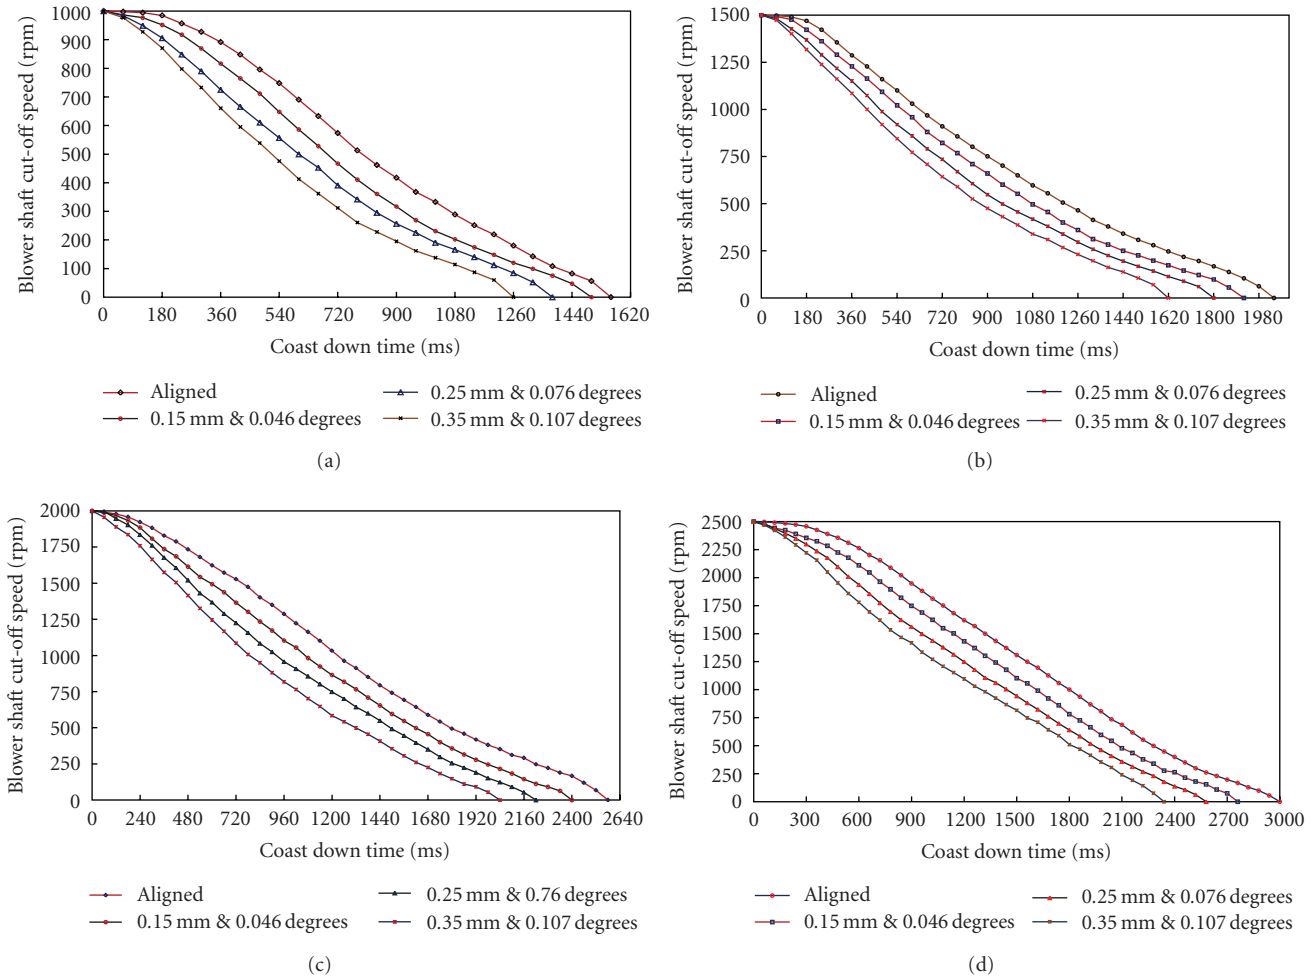 Blower shaft cut-off speed (rpm)
1000
900
800
700
600
500
400
300
200
100
0
0 180 360 540 720 900 1080 1260 1440 1620
Coast down time (ms)
Aligned
0.15 mm & 0.046 degrees
0.25 mm & 0.076 degrees
0.35 mm & 0.107 degrees
(a)
Blower shaft cut-off speed (rpm)
1500
1250
1000
750
500
250
0
0 180 360 540 720 900 1080 1260 1440 1620 1800 1980
Coast down time (ms)
Aligned
0.15 mm & 0.046 degrees
0.25 mm & 0.076 degrees
0.35 mm & 0.107 degrees
(b)
Blower shaft cut-off speed (rpm)
2000
1750
1500
1250
1000
750
500
250
0
0 240 480 720 960 1200 1440 1680 1920 2160 2400 2640
Coast down time (ms)
Aligned
0.15 mm & 0.046 degrees
0.25 mm & 0.76 degrees
0.35 mm & 0.107 degrees
(c)
Blower shaft cut-off speed (rpm)
2500
2250
2000
1750
1500
1250
1000
750
500
250
0
0 300 600 900 1200 1500 1800 2100 2400 2700 3000
Coast down time (ms)
Aligned
0.15 mm & 0.046 degrees
0.25 mm & 0.076 degrees
0.35 mm & 0.107 degrees
(d)